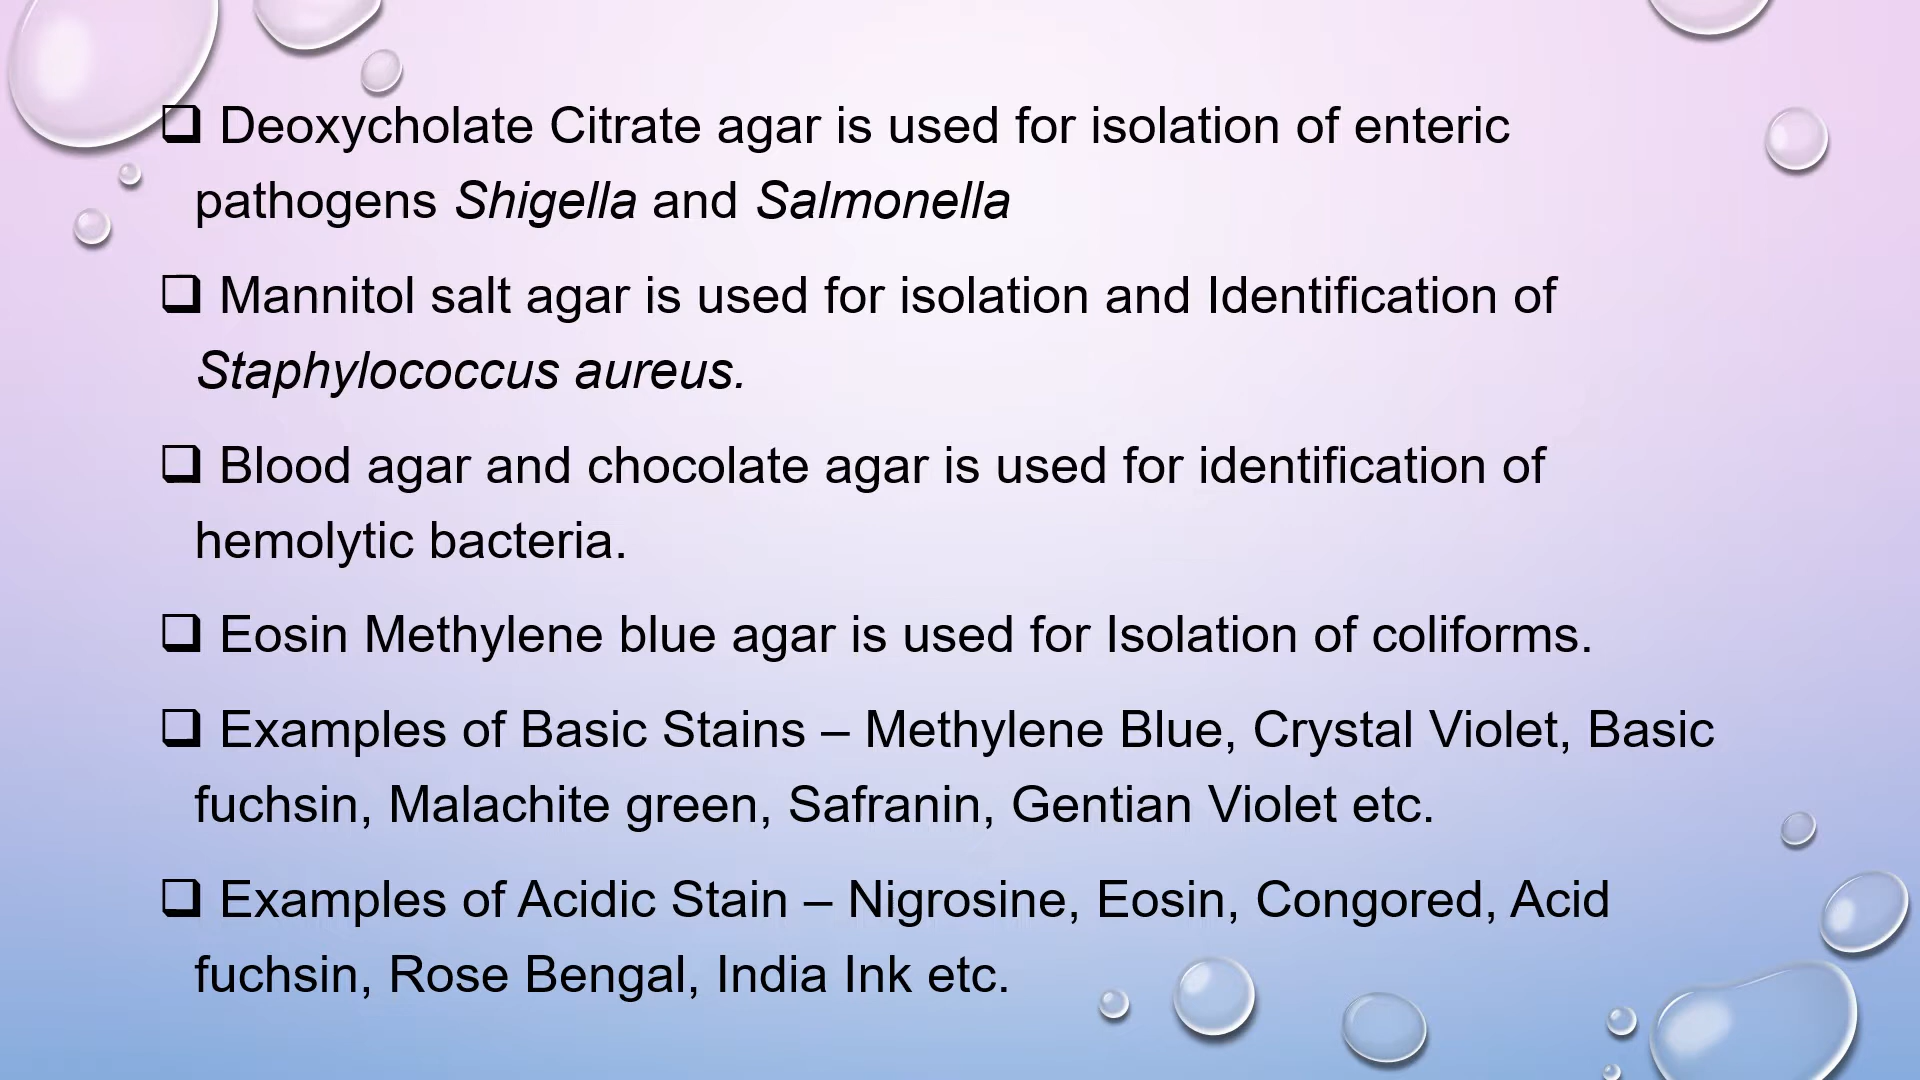 ❑ Deoxycholate Citrate agar is used for isolation of enteric
pathogens Shigella and Salmonella
❑ Mannitol salt agar is used for isolation and Identification of
Staphylococcus aureus.
❑ Blood agar and chocolate agar is used for identification of
hemolytic bacteria.
❑ Eosin Methylene blue agar is used for Isolation of coliforms.
❑ Examples of Basic Stains – Methylene Blue, Crystal Violet, Basic
fuchsin, Malachite green, Safranin, Gentian Violet etc.
❑ Examples of Acidic Stain – Nigrosine, Eosin, Congored, Acid
fuchsin, Rose Bengal, India Ink etc.